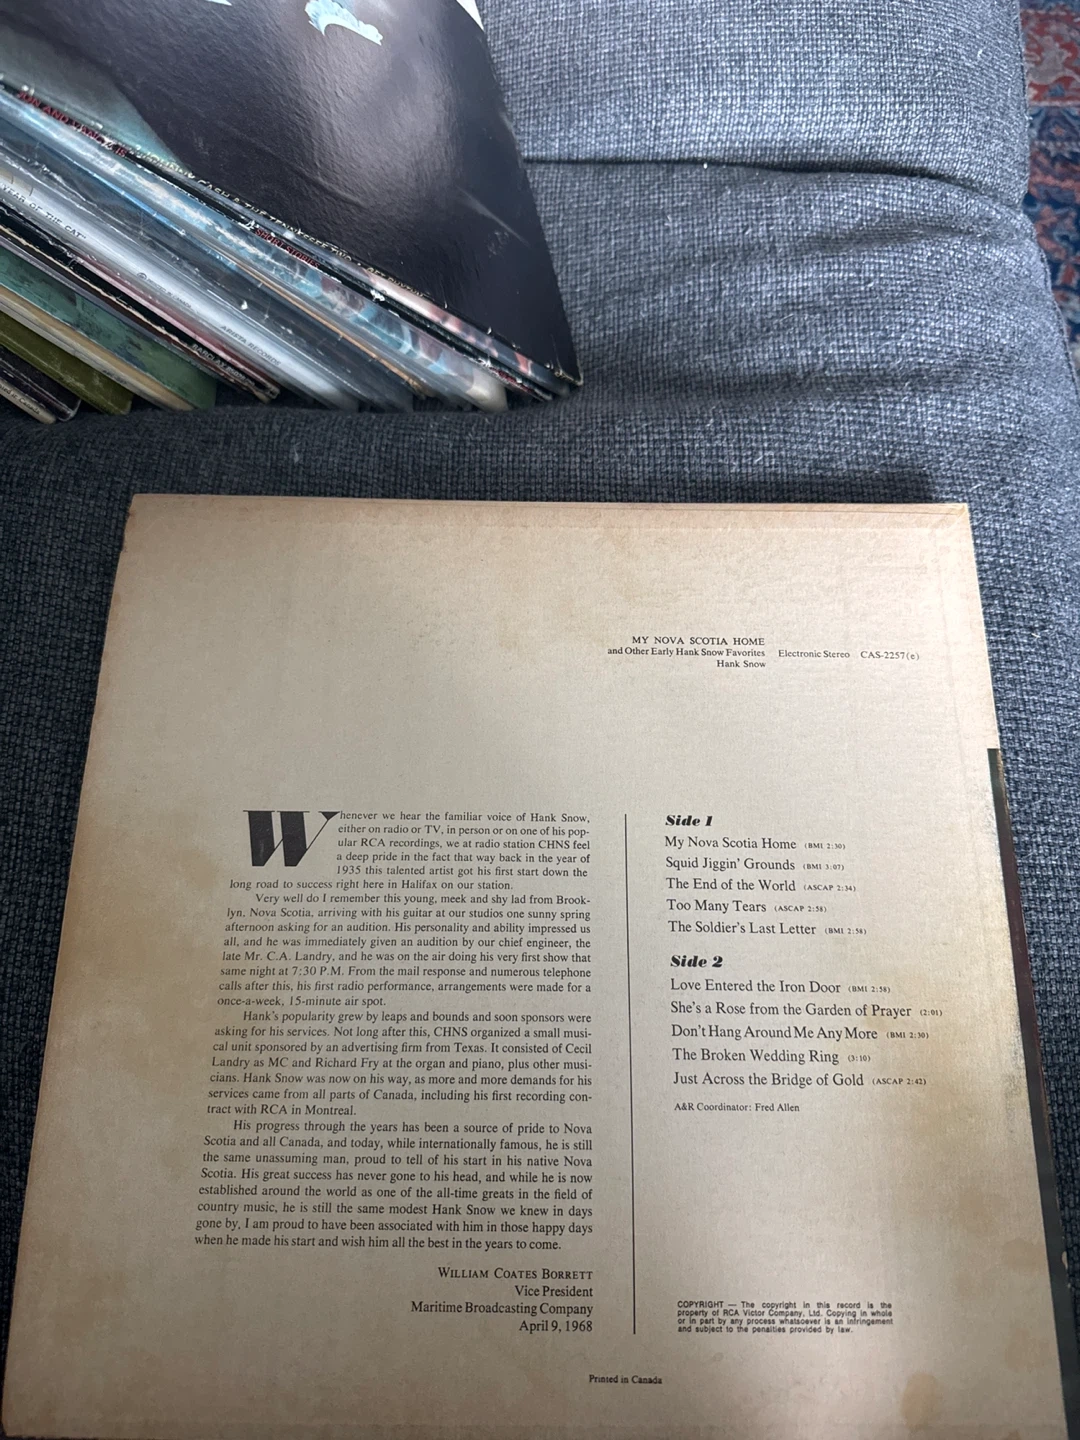 YEAR OF THE CAT"
SHORT STORIES
ARISTA RECORDS
MY NOVA SCOTIA HOME
and Other Early Hank Snow Favorites Electronic Stereo CAS-2257(e)
Hank Snow
Whenever we hear the familiar voice of Hank Snow,
either on radio or TV, in person or on one of his pop-
ular RCA recordings, we at radio station CHNS feel
a deep pride in the fact that way back in the year of
1935 this talented artist got his first start down the
long road to success right here in Halifax on our station.
Very well do I remember this young, meek and shy lad from Brook-
lyn, Nova Scotia, arriving with his guitar at our studios one sunny spring
afternoon asking for an audition. His personality and ability impressed us
all, and he was immediately given an audition by our chief engineer, the
late Mr. C.A. Landry, and he was on the air doing his very first show that
same night at 7:30 P.M. From the mail response and numerous telephone
calls after this, his first radio performance, arrangements were made for a
once-a-week, 15-minute air spot.
Hank's popularity grew by leaps and bounds and soon sponsors were
asking for his services. Not long after this, CHNS organized a small musi-
cal unit sponsored by an advertising firm from Texas. It consisted of Cecil
Landry as MC and Richard Fry at the organ and piano, plus other musi-
cians. Hank Snow was now on his way, as more and more demands for his
services came from all parts of Canada, including his first recording con-
tract with RCA in Montreal.
His progress through the years has been a source of pride to Nova
Scotia and all Canada, and today, while internationally famous, he is still
the same unassuming man, proud to tell of his start in his native Nova
Scotia. His great success has never gone to his head, and while he is now
established around the world as one of the all-time greats in the field of
country music, he is still the same modest Hank Snow we knew in days
gone by, I am proud to have been associated with him in those happy days
when he made his start and wish him all the best in the years to come.
WILLIAM COATES BORRETT
Vice President
Maritime Broadcasting Company
April 9, 1968
Side 1
My Nova Scotia Home (BMI 2:30)
Squid Jiggin' Grounds (BMI 3:07)
The End of the World (ASCAP 2:34)
Too Many Tears (ASCAP 2:58)
The Soldier's Last Letter (BMI 2:58)
Side 2
Love Entered the Iron Door (BMI 2:58)
She's a Rose from the Garden of Prayer (2:01)
Don't Hang Around Me Any More (BMI 2:30)
The Broken Wedding Ring (3:10)
Just Across the Bridge of Gold (ASCAP 2:42)
A&R Coordinator: Fred Allen
COPYRIGHT — The copyright in this record is the
property of RCA Victor Company, Ltd. Copying in whole
or in part by any process whatsoever is an infringement
and subject to the penalties provided by law.
Printed in Canada